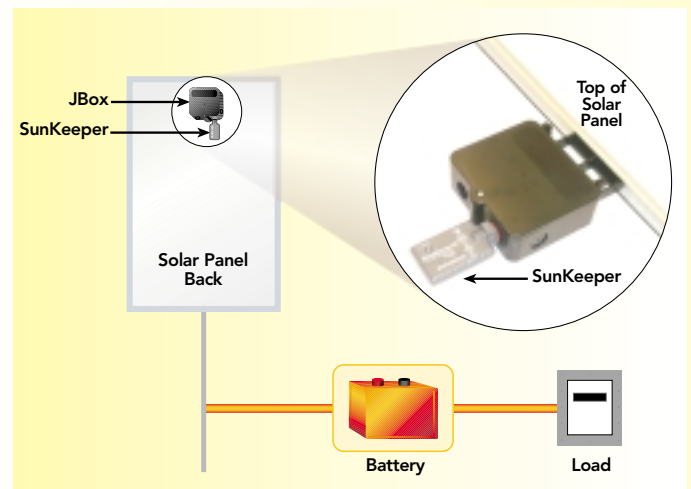 JBox
SunKeeper
Solar Panel
Back
Top of
Solar
Panel
SunKeeper
Battery
Load